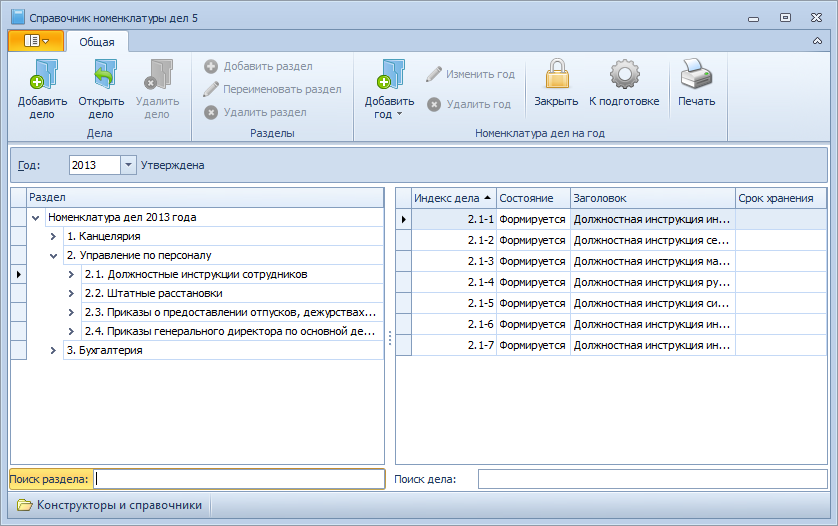 Справочник номенклатуры дел 5
Общая
Добавить дело
Открыть дело
Удалить дело
Дела
Добавить раздел
Переименовать раздел
Удалить раздел
Разделы
Добавить год
Изменить год
Удалить год
Закрыть
К подготовке
Печать
Номенклатура дел на год
Год: 2013 Утверждена
Раздел
Номенклатура дел 2013 года
1. Канцелярия
2. Управление по персоналу
2.1. Должностные инструкции сотрудников
2.2. Штатные расстановки
2.3. Приказы о предоставлении отпусков, дежурствах...
2.4. Приказы генерального директора по основной де...
3. Бухгалтерия
Индекс дела Состояние Заголовок Срок хранения
2.1-1 Формируется Должностная инструкция ин...
2.1-2 Формируется Должностная инструкция се...
2.1-3 Формируется Должностная инструкция ма...
2.1-4 Формируется Должностная инструкция ру...
2.1-5 Формируется Должностная инструкция си...
2.1-6 Формируется Должностная инструкция ин...
2.1-7 Формируется Должностная инструкция ин...
Поиск раздела:
Поиск дела:
Конструкторы и справочники